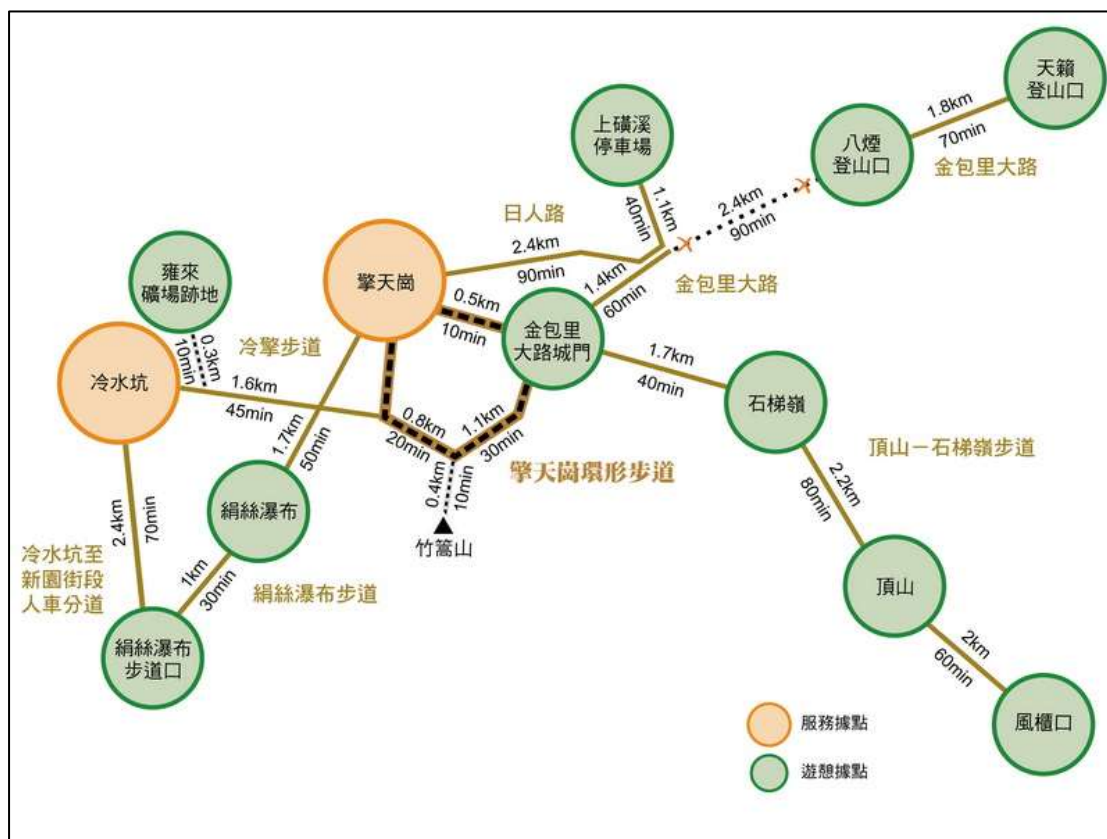 天籟
登山口
1.8km
70min
金包里大路
八煙
登山口
上磺溪
停車場
1.1km
40min
2.4km
90min
日人路
2.4km
90min
1.4km
60min
金包里大路
擎天崗
0.5km
10min
金包里
大路城門
雍來
礦場跡地
0.3km
10min
冷擎步道
冷水坑
1.6km
45min
1.7km
40min
石梯嶺
0.8km
20min
1.1km
30min
擎天崗環形步道
0.4km
10min
竹篙山
頂山－石梯嶺步道
2.2km
80min
1.7km
50min
絹絲瀑布
2.4km
70min
冷水坑至
新園街段
人車分道
1km
30min
絹絲瀑布步道
絹絲瀑布
步道口
頂山
2km
60min
風櫃口
服務據點
遊憩據點